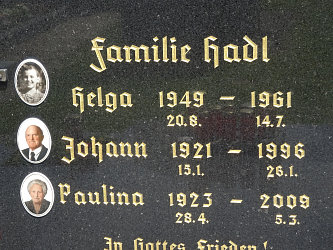 Familie Hadl
Helga 1949 – 1961
20.8. 14.7.
Johann 1921 – 1996
15.1. 26.1.
Paulina 1923 – 2009
28.4. 5.3.
In Gottes Frieden!